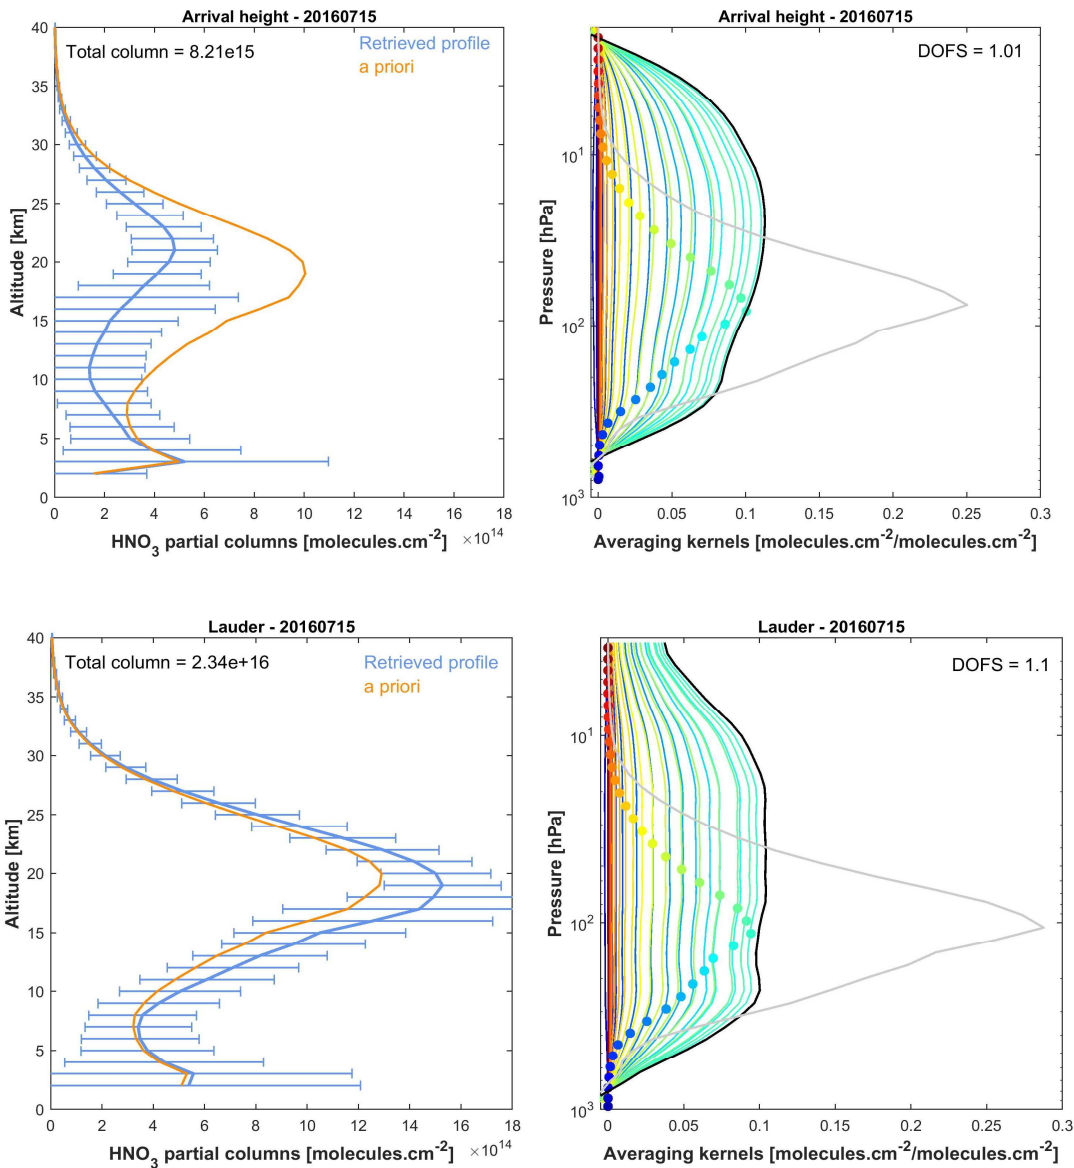 Arrival height - 20160715
Total column = 8.21e15
Retrieved profile
a priori
Altitude [km]
40
35
30
25
20
15
10
5
0
0 2 4 6 8 10 12 14 16 18
HNO3 partial columns [molecules.cm-2] ×10^14
Arrival height - 20160715
DOFS = 1.01
Pressure [hPa]
10^1
10^2
10^3
0 0.05 0.1 0.15 0.2 0.25 0.3
Averaging kernels [molecules.cm-2/molecules.cm-2]
Lauder - 20160715
Total column = 2.34e+16
Retrieved profile
a priori
Altitude [km]
40
35
30
25
20
15
10
5
0
0 2 4 6 8 10 12 14 16 18
HNO3 partial columns [molecules.cm-2] ×10^14
Lauder - 20160715
DOFS = 1.1
Pressure [hPa]
10^1
10^2
10^3
0 0.05 0.1 0.15 0.2 0.25 0.3
Averaging kernels [molecules.cm-2/molecules.cm-2]